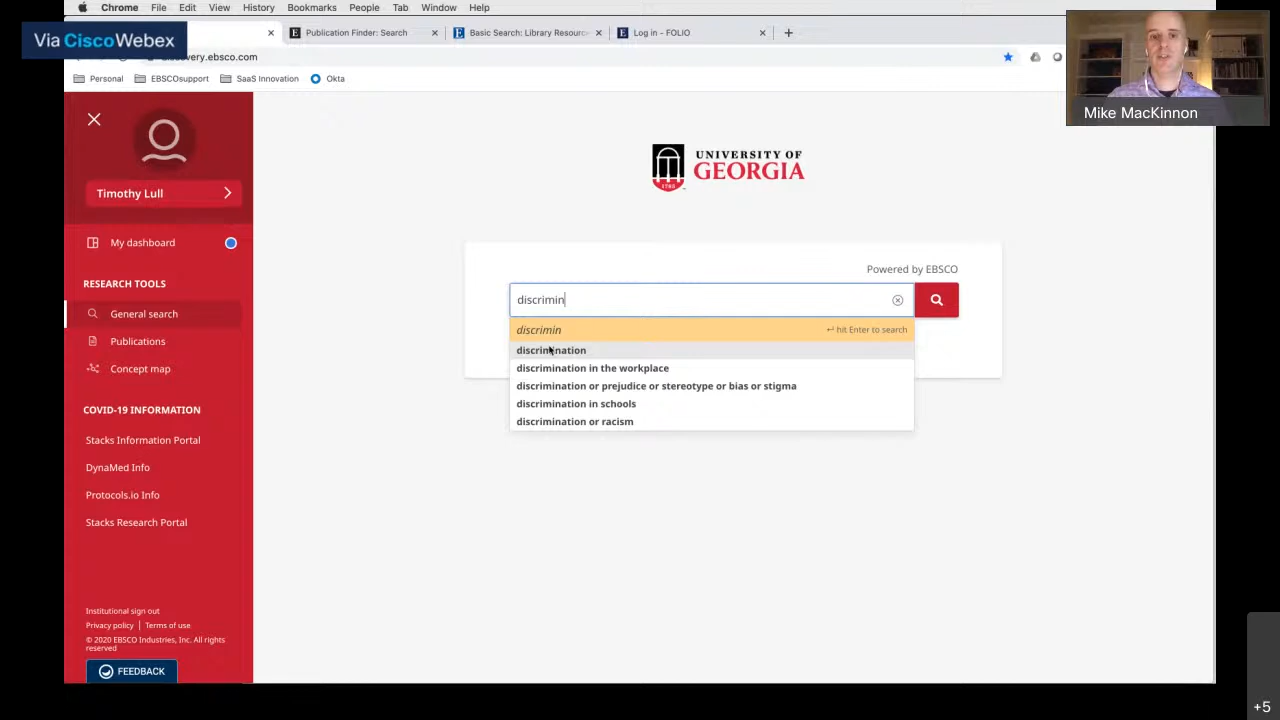 Chrome File Edit View History Bookmarks People Tab Window Help
Via Cisco Webex
Publication Finder: Search
Basic Search: Library Resourc
Log in - FOLIO
very.ebsco.com
Personal
EBSCOsupport
SaaS Innovation
Okta
Mike MacKinnon
Timothy Lull
My dashboard
RESEARCH TOOLS
General search
Publications
Concept map
COVID-19 INFORMATION
Stacks Information Portal
DynaMed Info
Protocols.io Info
Stacks Research Portal
Institutional sign out
Privacy policy | Terms of use
© 2020 EBSCO Industries, Inc. All rights
reserved
FEEDBACK
UNIVERSITY OF
GEORGIA
1785
Powered by EBSCO
discrimin
discrimin
↵ hit Enter to search
discrimination
discrimination in the workplace
discrimination or prejudice or stereotype or bias or stigma
discrimination in schools
discrimination or racism
+5